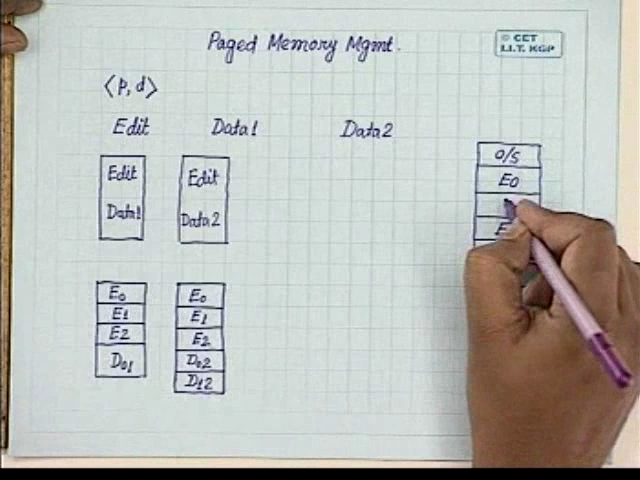 Paged Memory Mgmt.
© CET
I.I.T. KGP
⟨P, d⟩
Edit Data1 Data2
Edit
Data1
Edit
Data2
O/S
E0
E0
E1
E2
D01
E0
E1
E2
D02
D12